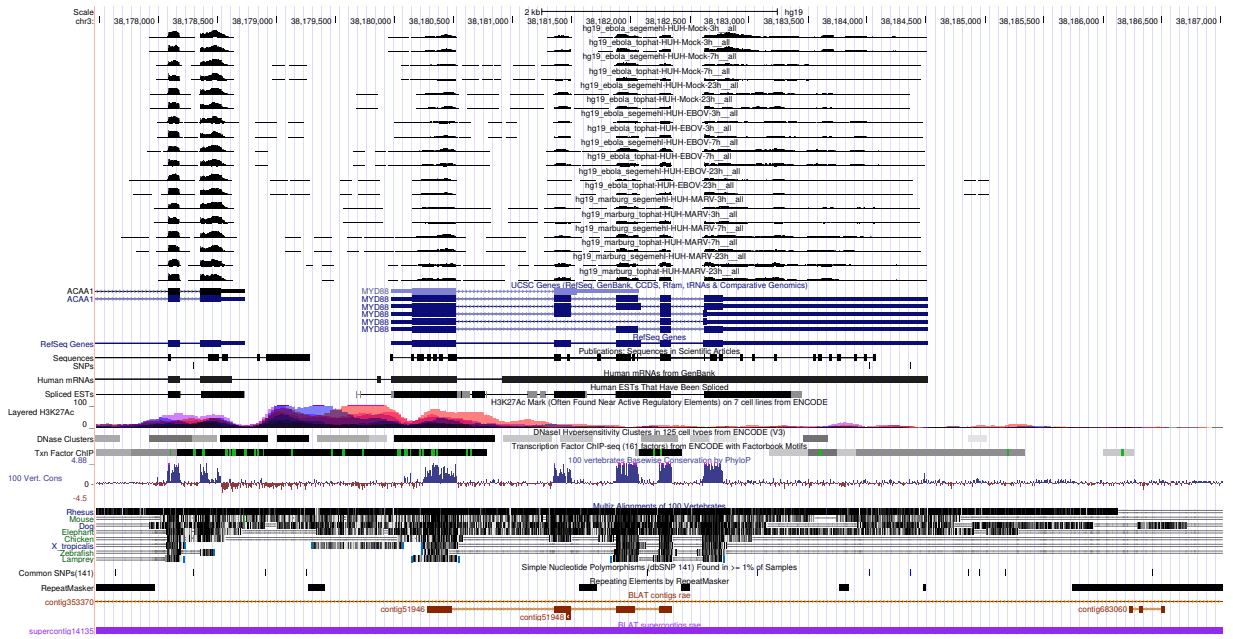 Scale 2 kb hg19
chr3: 38,178,000 38,178,500 38,179,000 38,179,500 38,180,000 38,180,500 38,181,000 38,181,500 38,182,000 38,182,500 38,183,000 38,183,500 38,184,000 38,184,500 38,185,000 38,185,500 38,186,000 38,186,500 38,187,000
hg19_ebola_segemehl-HUH-Mock-3h__all
hg19_ebola_tophat-HUH-Mock-3h__all
hg19_ebola_segemehl-HUH-Mock-7h__all
hg19_ebola_tophat-HUH-Mock-7h__all
hg19_ebola_segemehl-HUH-Mock-23h__all
hg19_ebola_tophat-HUH-Mock-23h__all
hg19_ebola_segemehl-HUH-EBOV-3h__all
hg19_ebola_tophat-HUH-EBOV-3h__all
hg19_ebola_segemehl-HUH-EBOV-7h__all
hg19_ebola_tophat-HUH-EBOV-7h__all
hg19_ebola_segemehl-HUH-EBOV-23h__all
hg19_ebola_tophat-HUH-EBOV-23h__all
hg19_marburg_segemehl-HUH-MARV-3h__all
hg19_marburg_tophat-HUH-MARV-3h__all
hg19_marburg_segemehl-HUH-MARV-7h__all
hg19_marburg_tophat-HUH-MARV-7h__all
hg19_marburg_segemehl-HUH-MARV-23h__all
hg19_marburg_tophat-HUH-MARV-23h__all
UCSC Genes (RefSeq, GenBank, CCDS, Rfam, tRNAs & Comparative Genomics)
ACAA1 MYD88
ACAA1 MYD88
MYD88
MYD88
MYD88
MYD88
RefSeq Genes
RefSeq Genes
Publications: Sequences in Scientific Articles
Sequences
SNPs
Human mRNAs from GenBank
Human mRNAs
Human ESTs That Have Been Spliced
Spliced ESTs
H3K27Ac Mark (Often Found Near Active Regulatory Elements) on 7 cell lines from ENCODE
100
Layered H3K27Ac
0
DNaseI Hypersensitivity Clusters in 125 cell types from ENCODE (V3)
DNase Clusters
Transcription Factor ChIP-seq (161 factors) from ENCODE with Factorbook Motifs
Txn Factor ChIP
100 vertebrates Basewise Conservation by PhyloP
4.88
100 Vert. Cons
0
-4.5
Multiz Alignments of 100 Vertebrates
Rhesus
Mouse
Dog
Elephant
Chicken
X_tropicalis
Zebrafish
Lamprey
Simple Nucleotide Polymorphisms (dbSNP 141) Found in >= 1% of Samples
Common SNPs(141)
Repeating Elements by RepeatMasker
RepeatMasker
BLAT contigs rae
contig353370
contig51946 contig683060
contig51948
BLAT supercontigs rae
supercontig14135